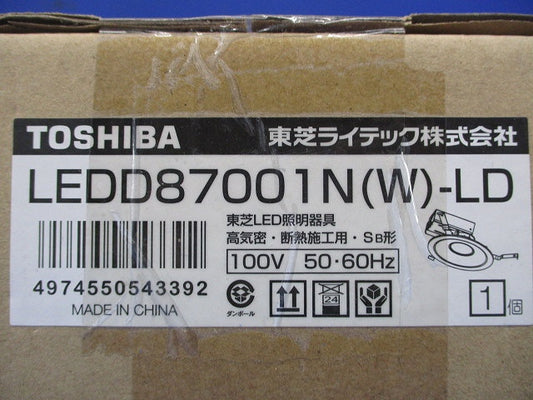 TOSHIBA 東芝ライテック株式会社
LEDD87001N(W)-LD
東芝LED照明器具
高気密・断熱施工用・SB形
100V 50・60Hz
4974550543392
MADE IN CHINA
ダンボール
24
1個